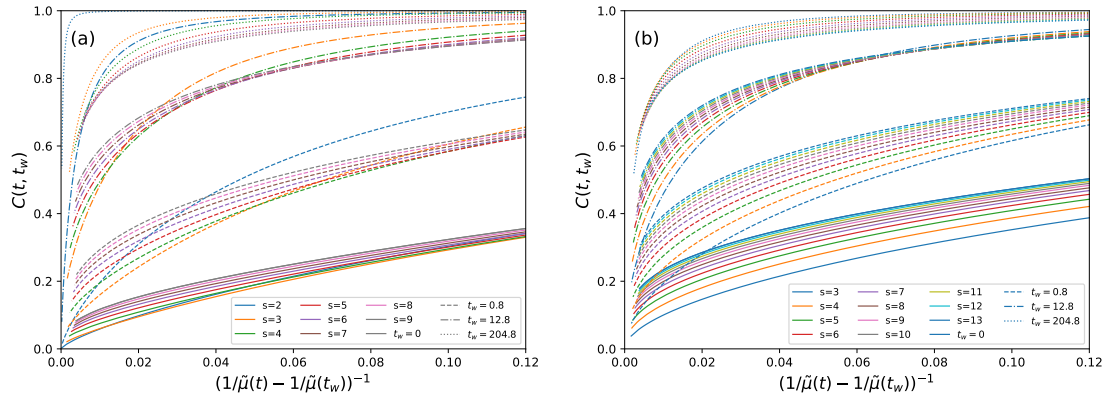 (a)
C(t, t_w)
1.0
0.8
0.6
0.4
0.2
0.0
s=2 s=5 s=8 t_w = 0.8
s=3 s=6 s=9 t_w = 12.8
s=4 s=7 t_w = 0 t_w = 204.8
0.00 0.02 0.04 0.06 0.08 0.10 0.12
(1/μ̃(t) − 1/μ̃(t_w))⁻¹
(b)
C(t, t_w)
1.0
0.8
0.6
0.4
0.2
0.0
s=3 s=7 s=11 t_w = 0.8
s=4 s=8 s=12 t_w = 12.8
s=5 s=9 s=13 t_w = 204.8
s=6 s=10 t_w = 0
0.00 0.02 0.04 0.06 0.08 0.10 0.12
(1/μ̃(t) − 1/μ̃(t_w))⁻¹